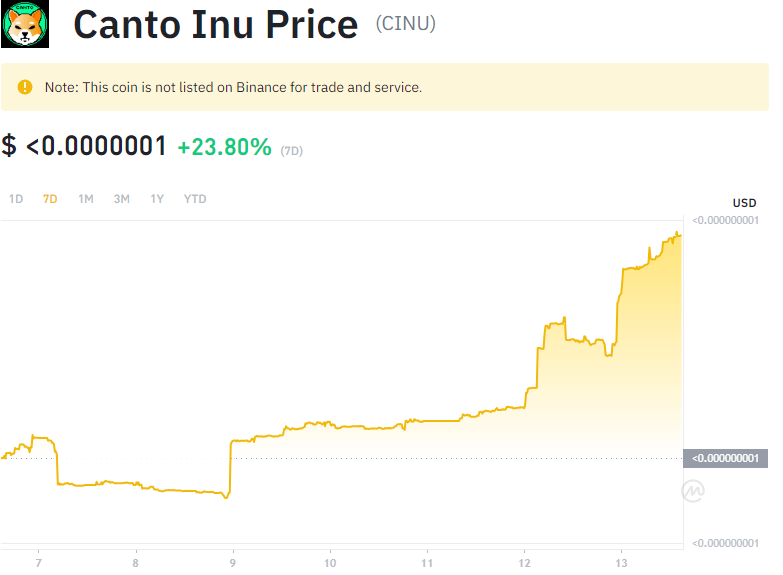 CANTO
Canto Inu Price (CINU)
Note: This coin is not listed on Binance for trade and service.
$ <0.0000001 +23.80% (7D)
1D 7D 1M 3M 1Y YTD
USD
<0.000000001
<0.000000001
<0.000000001
7 8 9 10 11 12 13